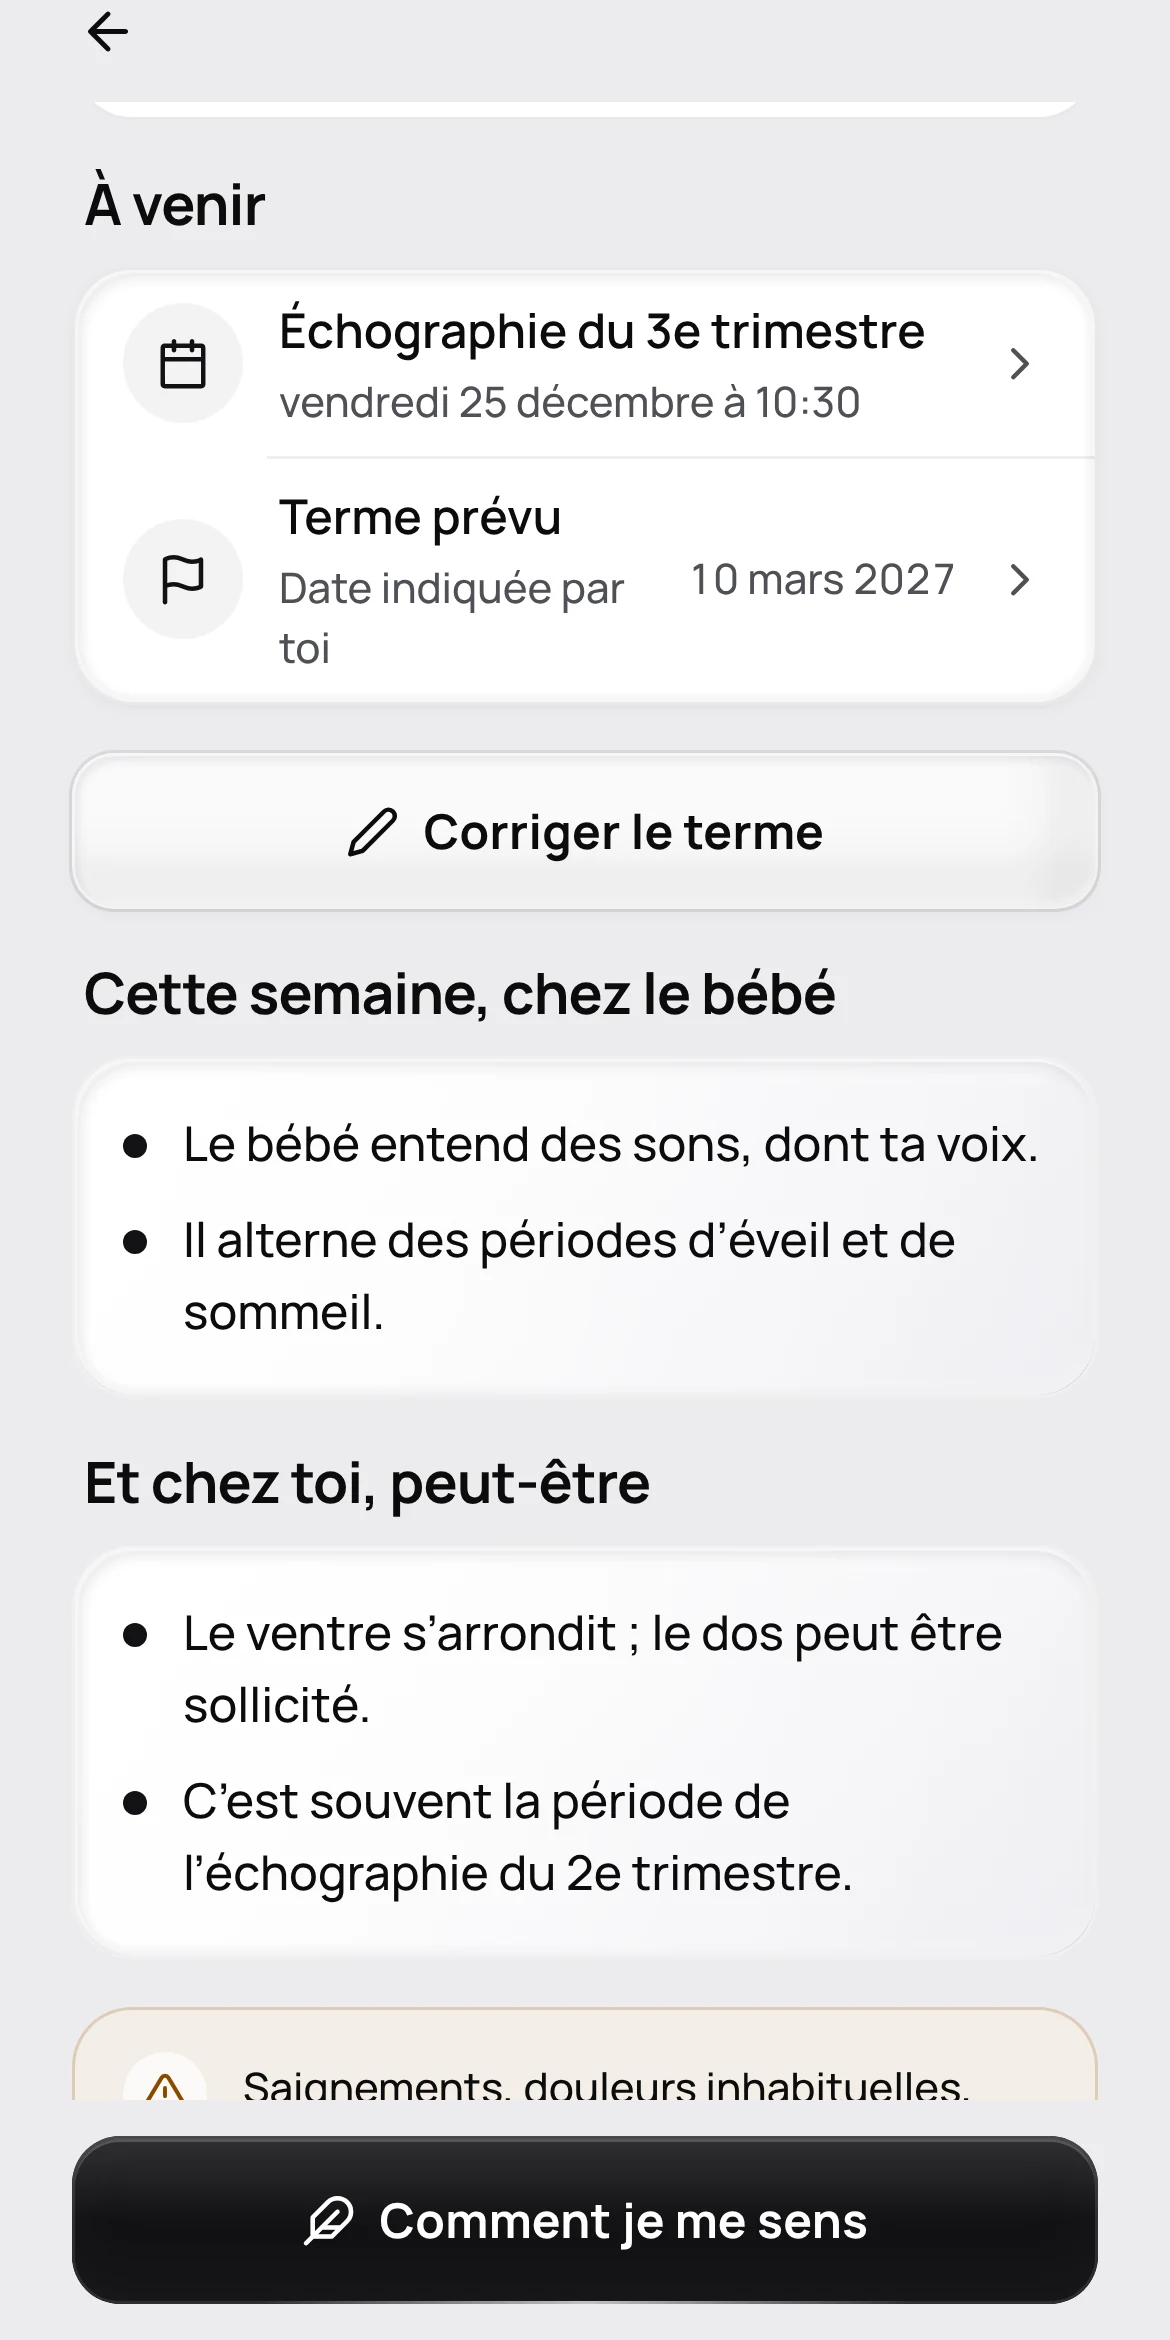 À venir
Échographie du 3e trimestre
vendredi 25 décembre à 10:30
Terme prévu
Date indiquée par
toi
10 mars 2027
Corriger le terme
Cette semaine, chez le bébé
Le bébé entend des sons, dont ta voix.
Il alterne des périodes d’éveil et de
sommeil.
Et chez toi, peut-être
Le ventre s’arrondit ; le dos peut être
sollicité.
C’est souvent la période de
l’échographie du 2e trimestre.
Saignements, douleurs inhabituelles,
Comment je me sens